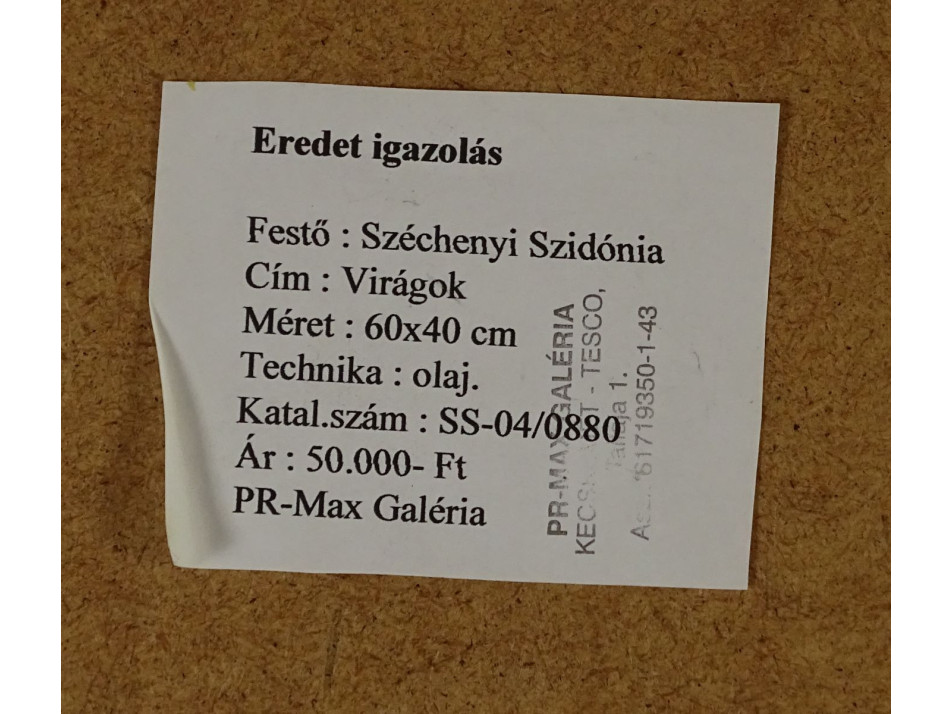 Eredet igazolás
Festő : Széchenyi Szidónia
Cím : Virágok
Méret : 60x40 cm
Technika : olaj.
Katal.szám : SS-04/0880
Ár : 50.000- Ft
PR-Max Galéria
PR-MAX GALÉRIA
- TESCO,
1.
61719350-1-43